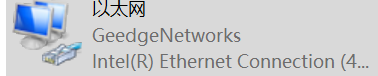 以太网
GeedgeNetworks
Intel(R) Ethernet Connection (4...